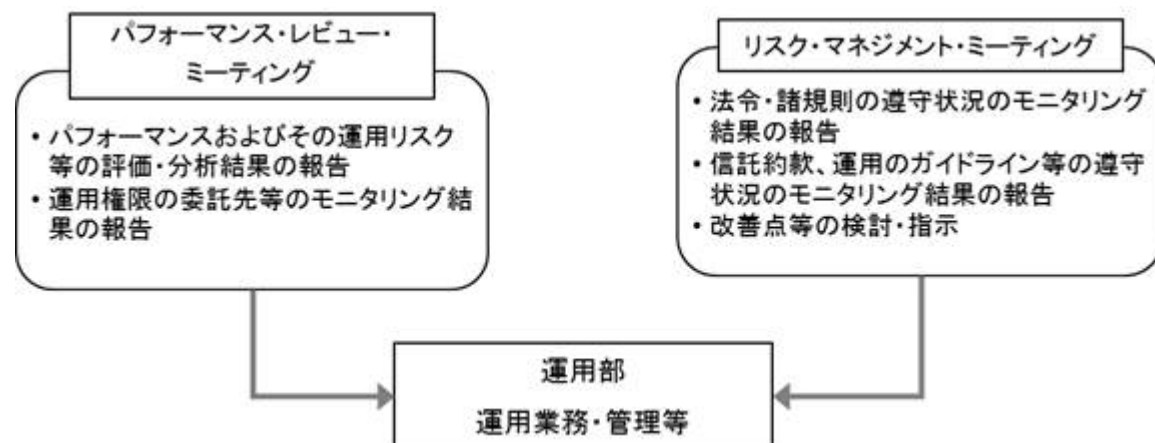 パフォーマンス・レビュー・
ミーティング
・パフォーマンスおよびその運用リスク
等の評価・分析結果の報告
・運用権限の委託先等のモニタリング結
果の報告
リスク・マネジメント・ミーティング
・法令・諸規則の遵守状況のモニタリング
結果の報告
・信託約款、運用のガイドライン等の遵守
状況のモニタリング結果の報告
・改善点等の検討・指示
運用部
運用業務・管理等